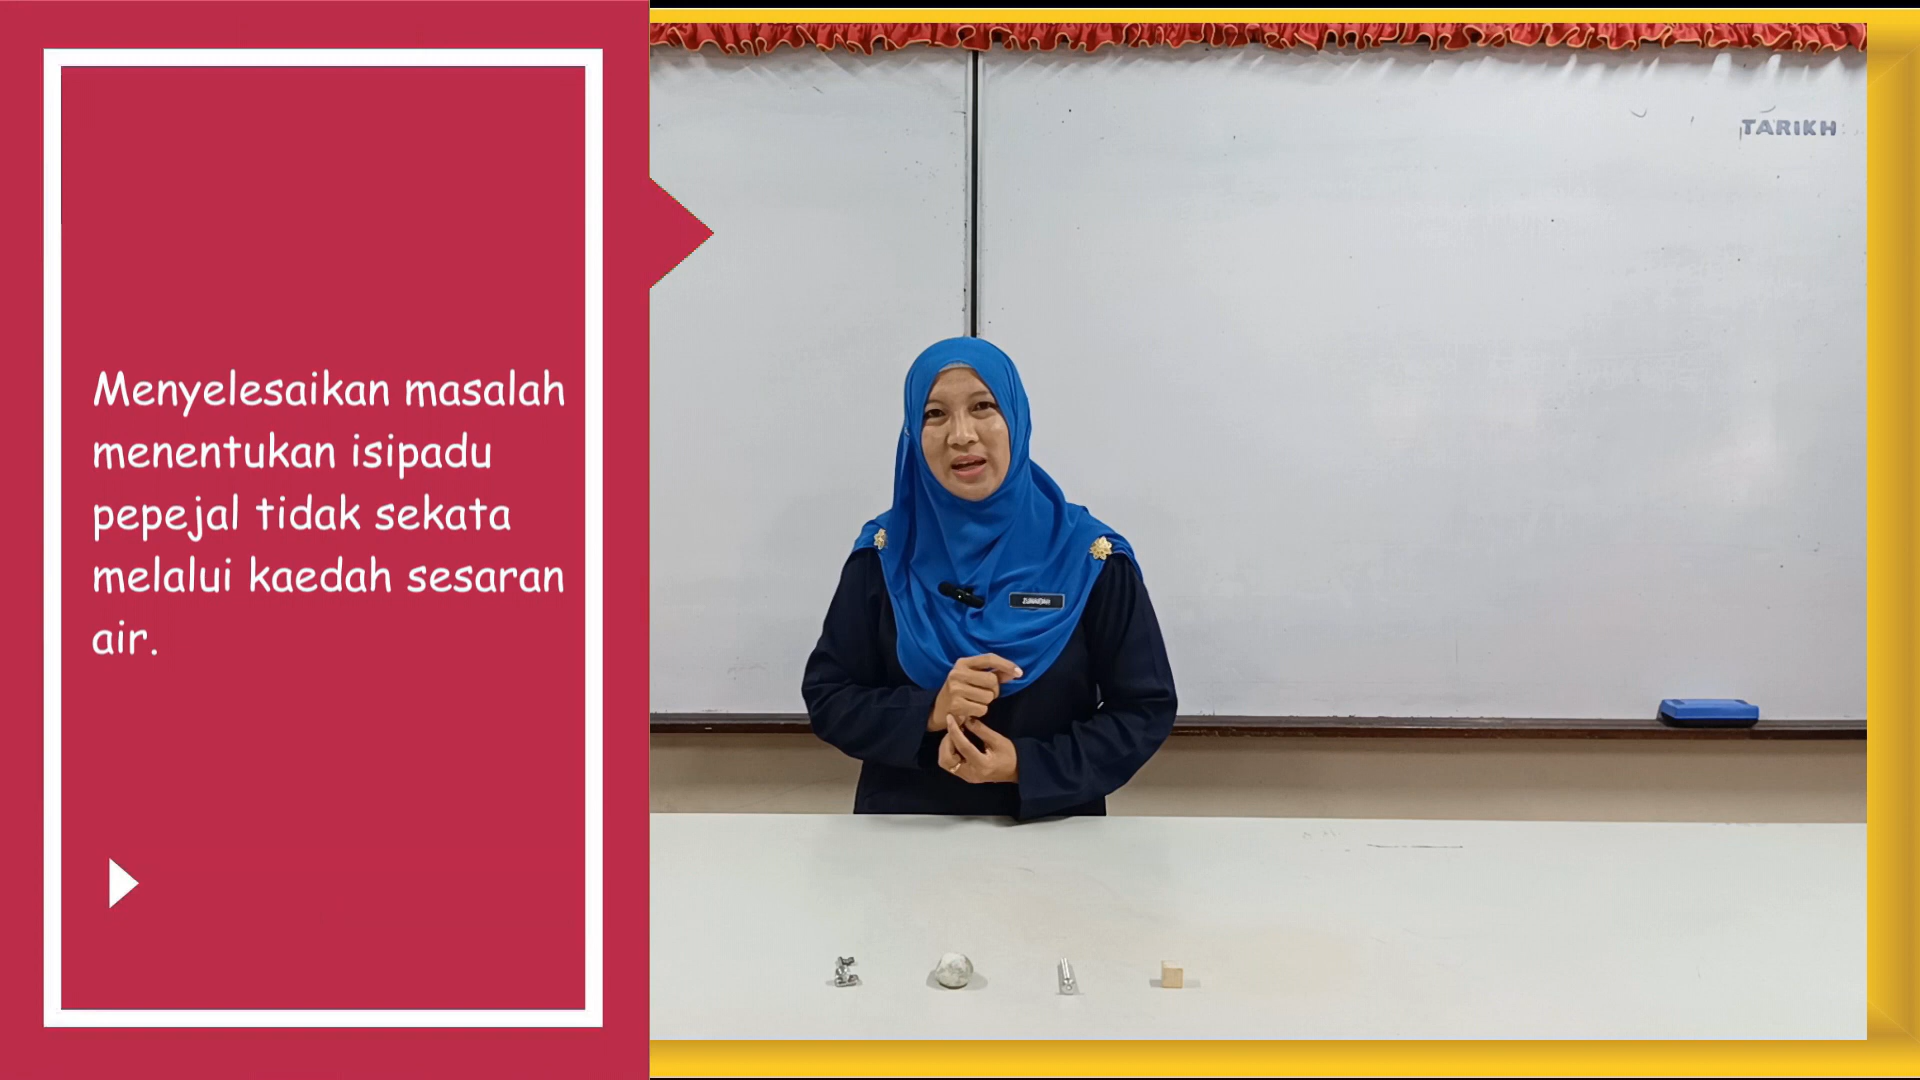 Menyelesaikan masalah
menentukan isipadu
pepejal tidak sekata
melalui kaedah sesaran
air.
TARIKH